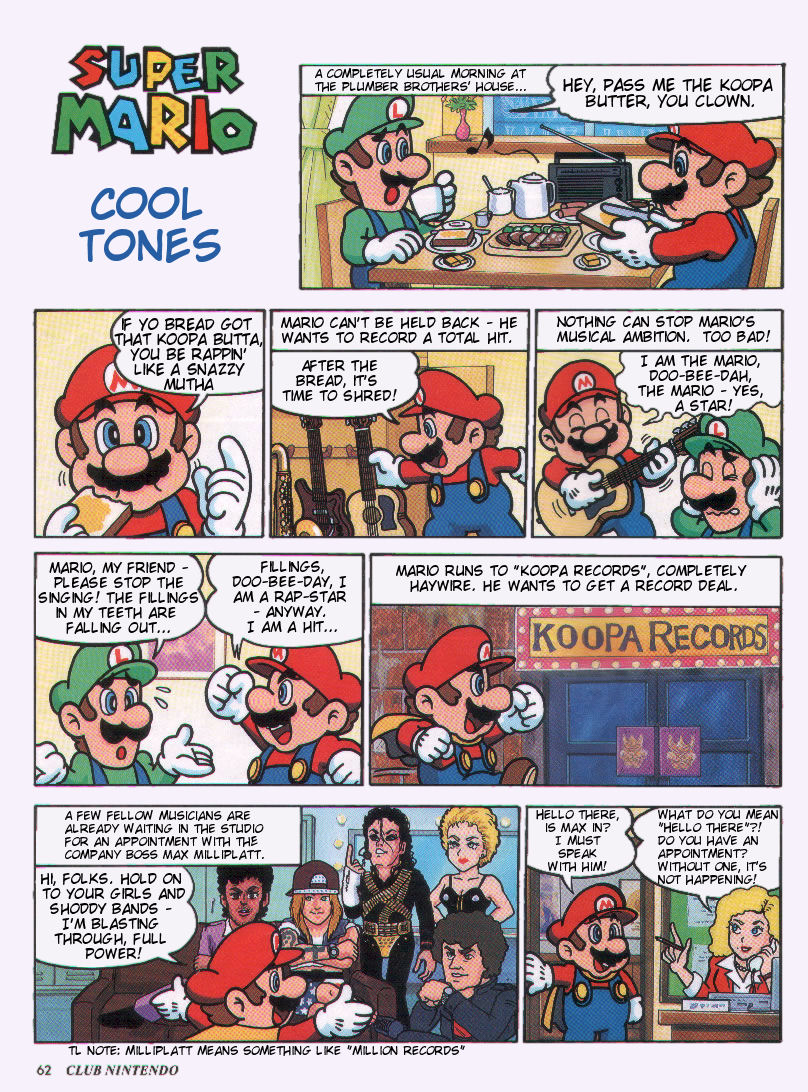 SUPER
MARIO
COOL
TONES
A COMPLETELY USUAL MORNING AT
THE PLUMBER BROTHERS' HOUSE...
HEY, PASS ME THE KOOPA
BUTTER, YOU CLOWN.
L
IF YO BREAD GOT
THAT KOOPA BUTTA,
YOU BE RAPPIN'
LIKE A SNAZZY
MUTHA
M
MARIO CAN'T BE HELD BACK - HE
WANTS TO RECORD A TOTAL HIT.
AFTER THE
BREAD, IT'S
TIME TO SHRED!
NOTHING CAN STOP MARIO'S
MUSICAL AMBITION. TOO BAD!
I AM THE MARIO,
DOO-BEE-DAH,
THE MARIO - YES,
A STAR!
M
L
MARIO, MY FRIEND -
PLEASE STOP THE
SINGING! THE FILLINGS
IN MY TEETH ARE
FALLING OUT...
FILLINGS,
DOO-BEE-DAY, I
AM A RAP-STAR
- ANYWAY.
I AM A HIT...
L
M
MARIO RUNS TO "KOOPA RECORDS", COMPLETELY
HAYWIRE. HE WANTS TO GET A RECORD DEAL.
KOOPA RECORDS
M
A FEW FELLOW MUSICIANS ARE
ALREADY WAITING IN THE STUDIO
FOR AN APPOINTMENT WITH THE
COMPANY BOSS MAX MILLIPLATT.
HI, FOLKS. HOLD ON
TO YOUR GIRLS AND
SHODDY BANDS -
I'M BLASTING
THROUGH, FULL
POWER!
HELLO THERE,
IS MAX IN?
I MUST
SPEAK
WITH HIM!
WHAT DO YOU MEAN
"HELLO THERE"?!
DO YOU HAVE AN
APPOINTMENT?
WITHOUT ONE, IT'S
NOT HAPPENING!
M
TL NOTE: MILLIPLATT MEANS SOMETHING LIKE "MILLION RECORDS"
62 CLUB NINTENDO